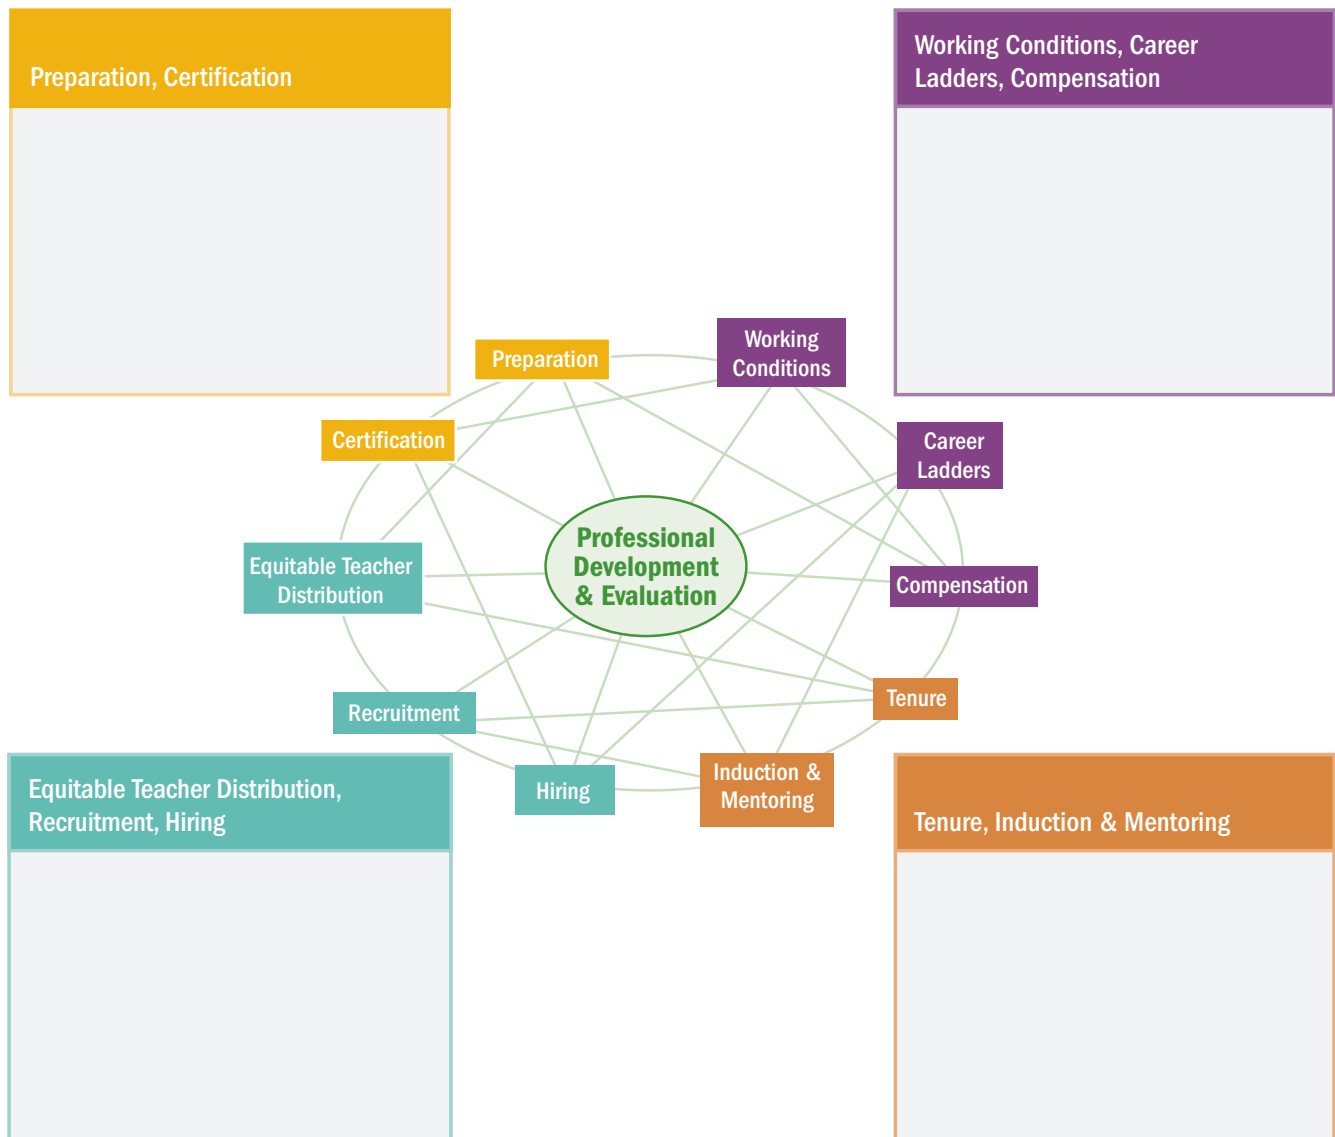 Preparation, Certification
Working Conditions, Career
Ladders, Compensation
Working
Conditions
Preparation
Certification
Career
Ladders
Professional
Development
& Evaluation
Equitable Teacher
Distribution
Compensation
Tenure
Recruitment
Induction &
Mentoring
Hiring
Equitable Teacher Distribution,
Recruitment, Hiring
Tenure, Induction & Mentoring